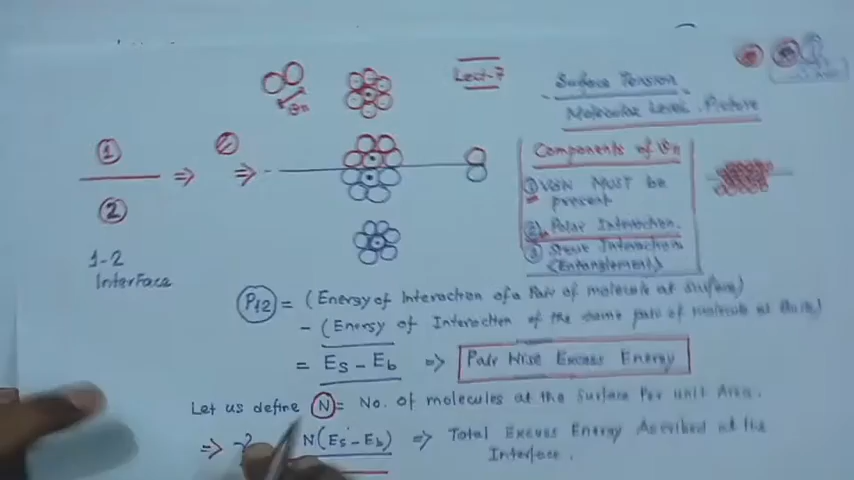 Lect-7
Surface Tension
Molecular Level Picture
①
②
1-2
Interface
Components of
① MUST be
present
② Polar Interaction.
③ Interaction
(Entanglement)
P12 = (Energy of Interaction of a Pair of molecule at Surface)
- (Energy of Interaction of the same pair of molecule at Bulk)
= Es - Eb ⇒ Pair Wise Excess Energy
Let us define N = No. of molecules at the Surface Per unit Area.
⇒ N(Es - Eb) ⇒ Total Excess Energy Ascribed at the
Interface.